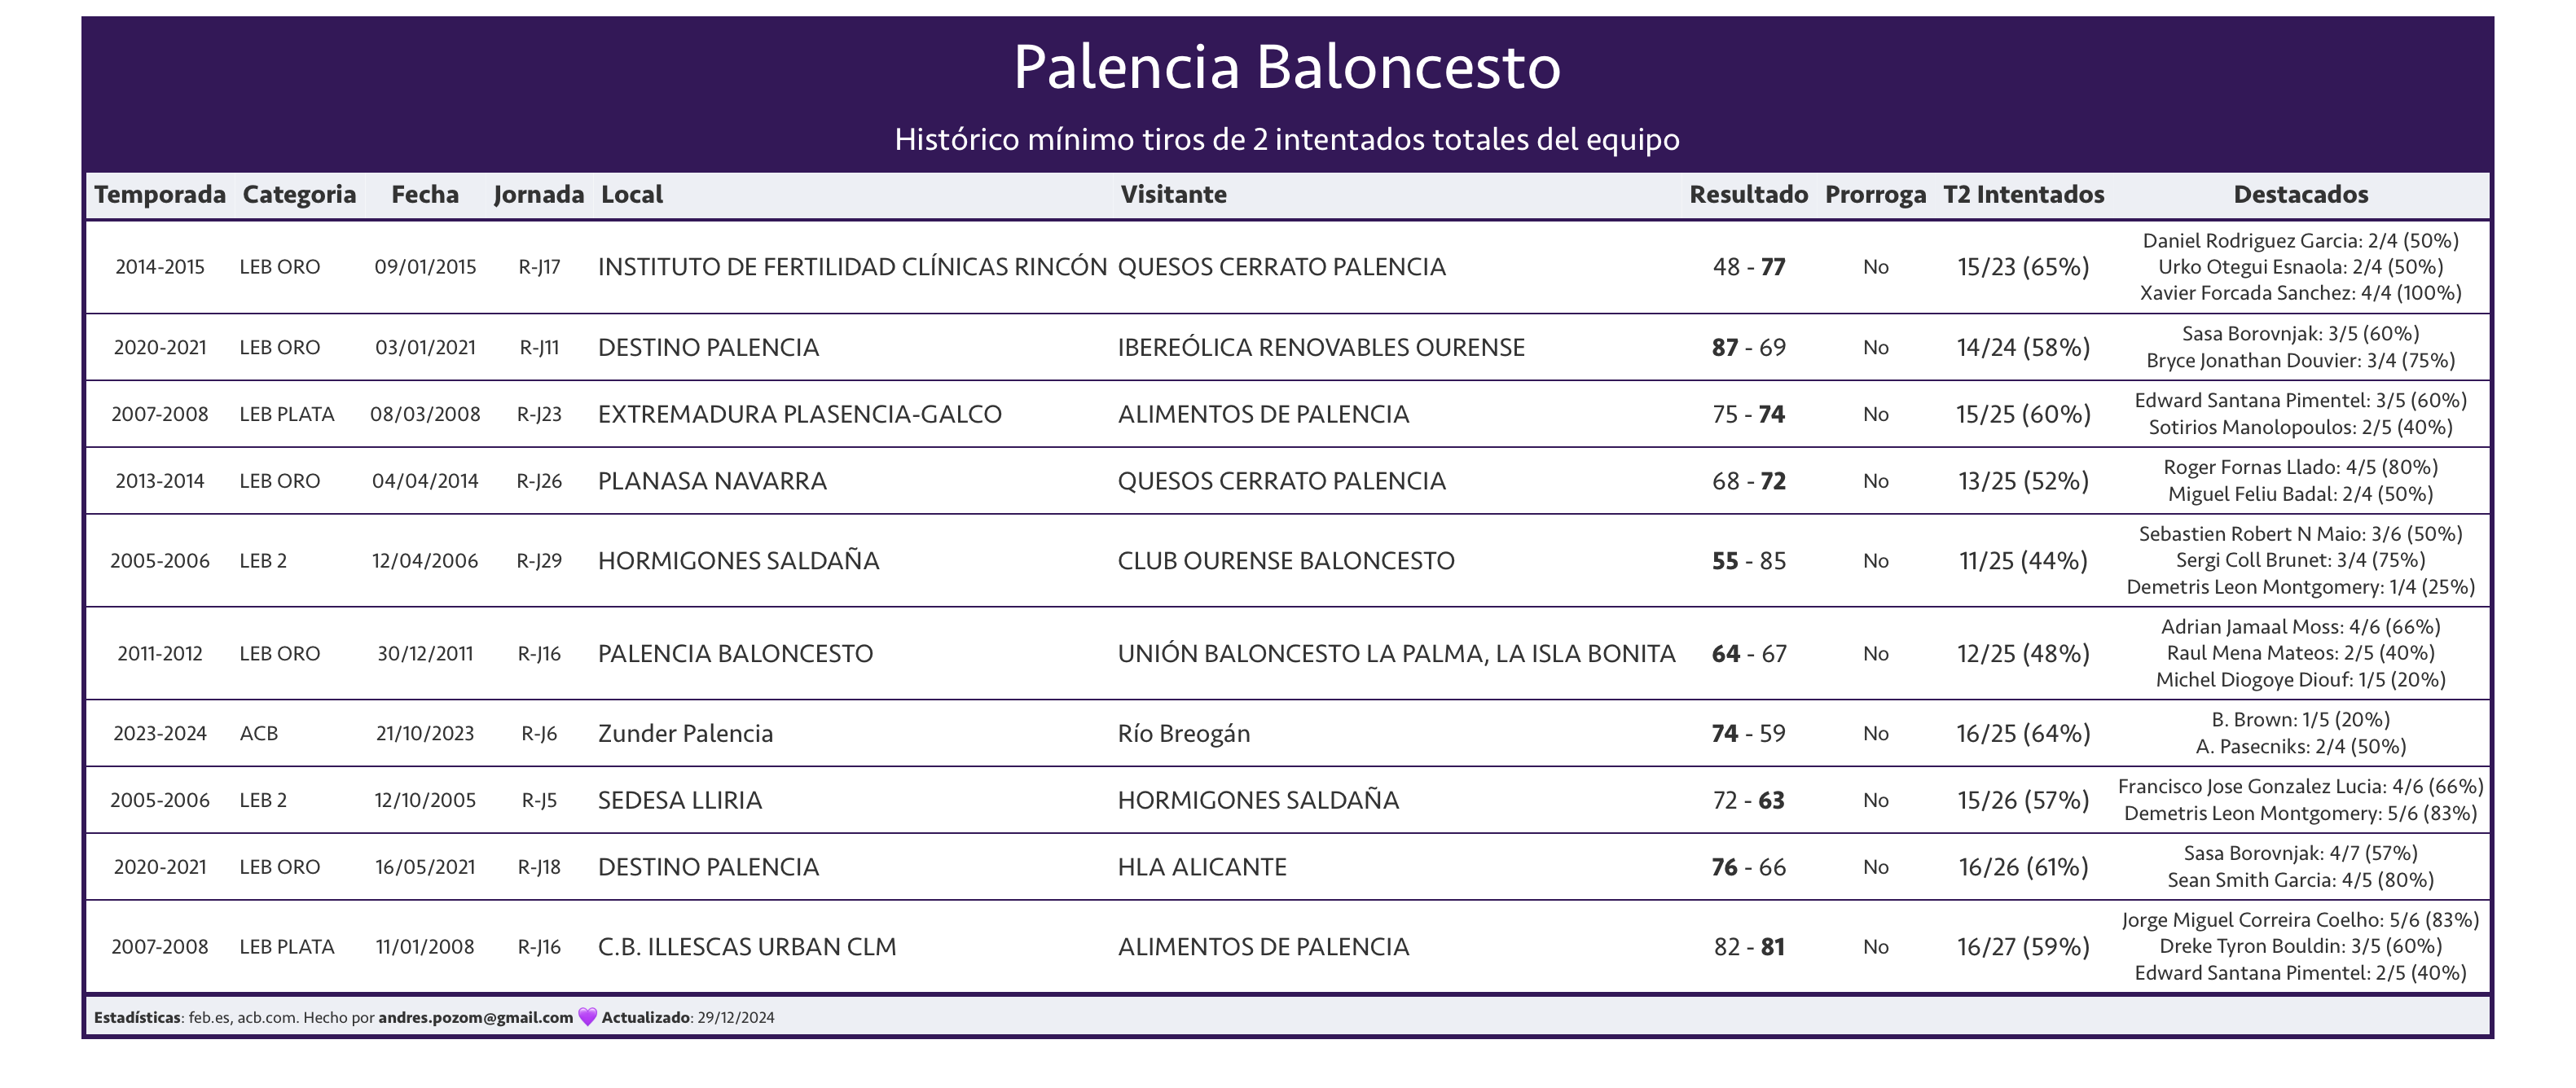 Palencia Baloncesto
Histórico mínimo tiros de 2 intentados totales del equipo
Temporada Categoria Fecha Jornada Local Visitante Resultado Prorroga T2 Intentados Destacados
2014-2015 LEB ORO 09/01/2015 R-J17 INSTITUTO DE FERTILIDAD CLÍNICAS RINCÓN QUESOS CERRATO PALENCIA 48 - 77 No 15/23 (65%) Daniel Rodriguez Garcia: 2/4 (50%)
Urko Otegui Esnaola: 2/4 (50%)
Xavier Forcada Sanchez: 4/4 (100%)
2020-2021 LEB ORO 03/01/2021 R-J11 DESTINO PALENCIA IBEREÓLICA RENOVABLES OURENSE 87 - 69 No 14/24 (58%) Sasa Borovnjak: 3/5 (60%)
Bryce Jonathan Douvier: 3/4 (75%)
2007-2008 LEB PLATA 08/03/2008 R-J23 EXTREMADURA PLASENCIA-GALCO ALIMENTOS DE PALENCIA 75 - 74 No 15/25 (60%) Edward Santana Pimentel: 3/5 (60%)
Sotirios Manolopoulos: 2/5 (40%)
2013-2014 LEB ORO 04/04/2014 R-J26 PLANASA NAVARRA QUESOS CERRATO PALENCIA 68 - 72 No 13/25 (52%) Roger Fornas Llado: 4/5 (80%)
Miguel Feliu Badal: 2/4 (50%)
2005-2006 LEB 2 12/04/2006 R-J29 HORMIGONES SALDAÑA CLUB OURENSE BALONCESTO 55 - 85 No 11/25 (44%) Sebastien Robert N Maio: 3/6 (50%)
Sergi Coll Brunet: 3/4 (75%)
Demetris Leon Montgomery: 1/4 (25%)
2011-2012 LEB ORO 30/12/2011 R-J16 PALENCIA BALONCESTO UNIÓN BALONCESTO LA PALMA, LA ISLA BONITA 64 - 67 No 12/25 (48%) Adrian Jamaal Moss: 4/6 (66%)
Raul Mena Mateos: 2/5 (40%)
Michel Diogoye Diouf: 1/5 (20%)
2023-2024 ACB 21/10/2023 R-J6 Zunder Palencia Río Breogán 74 - 59 No 16/25 (64%) B. Brown: 1/5 (20%)
A. Pasecniks: 2/4 (50%)
2005-2006 LEB 2 12/10/2005 R-J5 SEDESA LLIRIA HORMIGONES SALDAÑA 72 - 63 No 15/26 (57%) Francisco Jose Gonzalez Lucia: 4/6 (66%)
Demetris Leon Montgomery: 5/6 (83%)
2020-2021 LEB ORO 16/05/2021 R-J18 DESTINO PALENCIA HLA ALICANTE 76 - 66 No 16/26 (61%) Sasa Borovnjak: 4/7 (57%)
Sean Smith Garcia: 4/5 (80%)
2007-2008 LEB PLATA 11/01/2008 R-J16 C.B. ILLESCAS URBAN CLM ALIMENTOS DE PALENCIA 82 - 81 No 16/27 (59%) Jorge Miguel Correira Coelho: 5/6 (83%)
Dreke Tyron Bouldin: 3/5 (60%)
Edward Santana Pimentel: 2/5 (40%)
Estadísticas: feb.es, acb.com. Hecho por andres.pozom@gmail.com 💜 Actualizado: 29/12/2024